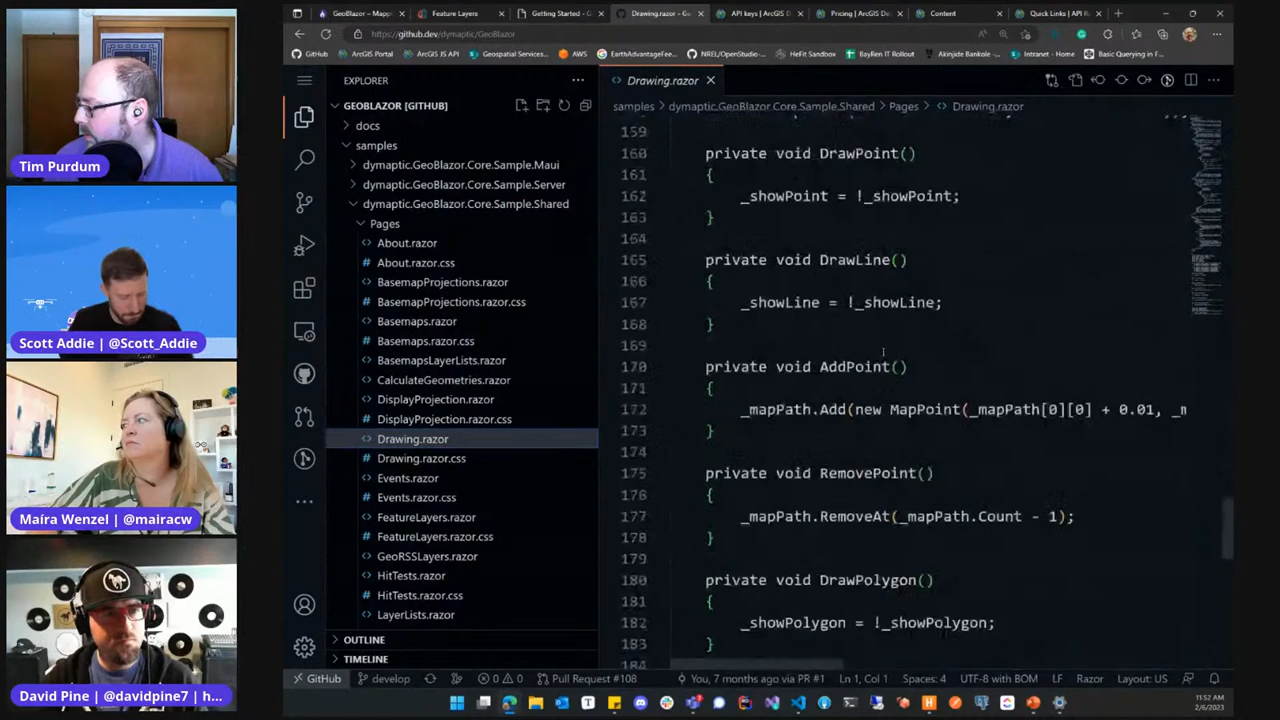 Tim Purdum
Scott Addie | @Scott_Addie
Maíra Wenzel | @mairacw
David Pine | @davidpine7 | h...
GeoBlazor – Mapp
Feature Layers
Getting Started -
Drawing.razor - Ge
API keys | ArcGIS
Pricing | ArcGIS De
Content
Quick Links | API R
https://github.dev/dymaptic/GeoBlazor
GitHub
ArcGIS Portal
ArcGIS JS API
Geospatial Services...
AWS
EarthAdvantageFee...
NREL/OpenStudio-...
HeFit Service
BayREN IT Rollout
Akinjide Bankole -...
Intranet - Home
Basic Querying in F...
EXPLORER
GEOBLAZOR [GITHUB]
docs
samples
dymaptic.GeoBlazor.Core.Sample.Maui
dymaptic.GeoBlazor.Core.Sample.Server
dymaptic.GeoBlazor.Core.Sample.Shared
Pages
About.razor
About.razor.css
BasemapProjections.razor
BasemapProjections.razor.css
Basemaps.razor
Basemaps.razor.css
BasemapsLayerLists.razor
CalculateGeometries.razor
DisplayProjection.razor
DisplayProjection.razor.css
Drawing.razor
Drawing.razor.css
Events.razor
Events.razor.css
FeatureLayers.razor
FeatureLayers.razor.css
GeoRSSLayers.razor
HitTests.razor
HitTests.razor.css
LayerLists.razor
OUTLINE
TIMELINE
Drawing.razor
samples > dymaptic.GeoBlazor.Core.Sample.Shared > Pages > Drawing.razor
159
160 private void DrawPoint()
161 {
162 _showPoint = !_showPoint;
163 }
164
165 private void DrawLine()
166 {
167 _showLine = !_showLine;
168 }
169
170 private void AddPoint()
171 {
172 _mapPath.Add(new MapPoint(_mapPath[0][0] + 0.01, _m
173 }
174
175 private void RemovePoint()
176 {
177 _mapPath.RemoveAt(_mapPath.Count - 1);
178 }
179
180 private void DrawPolygon()
181 {
182 _showPolygon = !_showPolygon;
183 }
184
GitHub
develop
0 0
Pull Request #108
You, 7 months ago via PR #1
Ln 1, Col 1
Spaces: 4
UTF-8 with BOM
LF
Razor
Layout: US
11:52 AM
2/6/2023